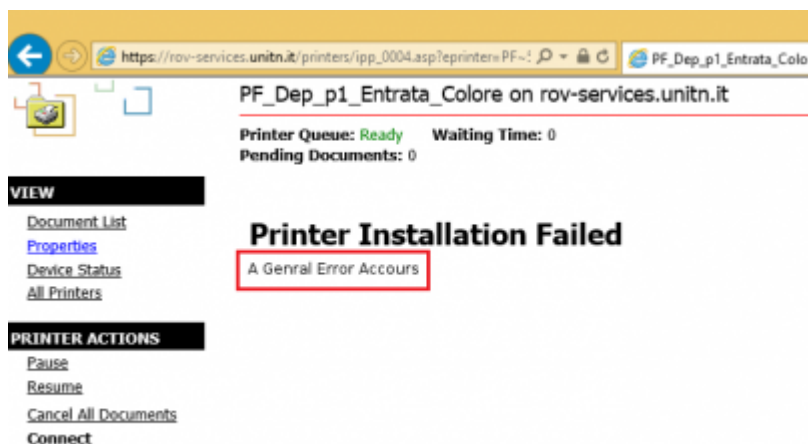 https://rov-services.unitn.it/printers/ipp_0004.asp?eprinter=PF~!
PF_Dep_p1_Entrata_Colo
PF_Dep_p1_Entrata_Colore on rov-services.unitn.it
Printer Queue: Ready Waiting Time: 0
Pending Documents: 0
VIEW
Document List
Properties
Device Status
All Printers
Printer Installation Failed
A Genral Error Accours
PRINTER ACTIONS
Pause
Resume
Cancel All Documents
Connect